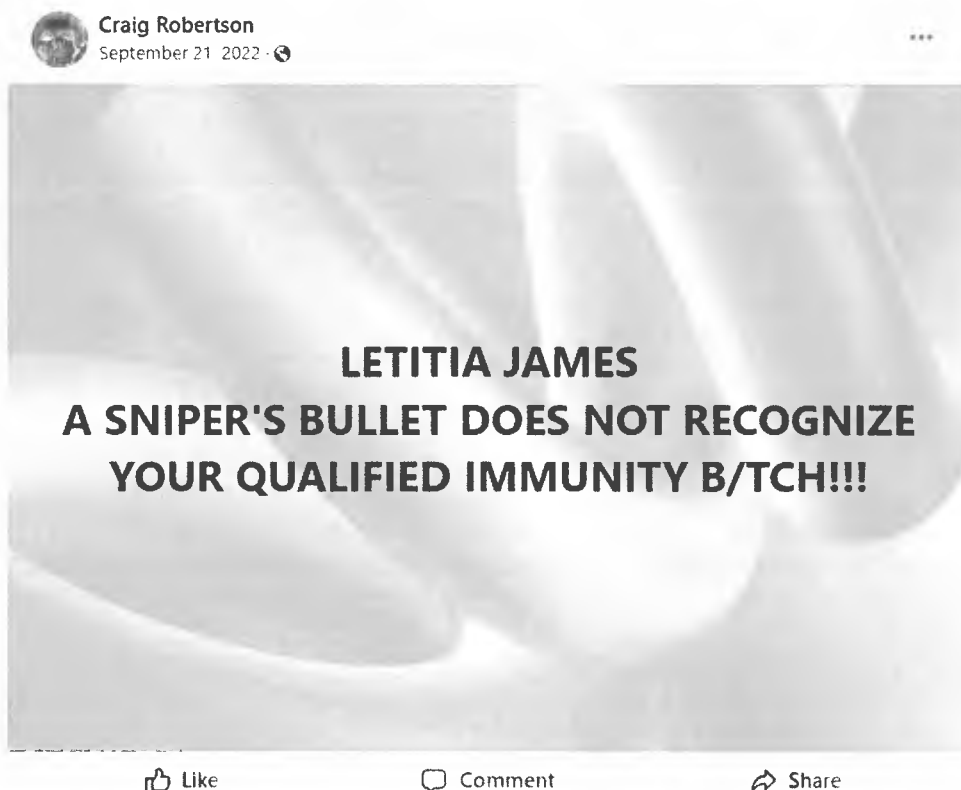 Craig Robertson
September 21 2022 ·
LETITIA JAMES
A SNIPER'S BULLET DOES NOT RECOGNIZE
YOUR QUALIFIED IMMUNITY B/TCH!!!
Like
Comment
Share